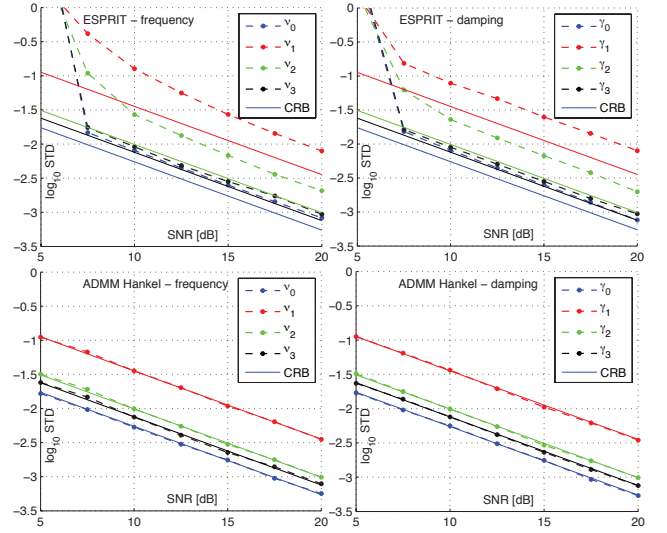 ESPRIT – frequency
ν0
ν1
ν2
ν3
CRB
0
−0.5
−1
−1.5
−2
−2.5
−3
−3.5
log10 STD
SNR [dB]
5
10
15
20
ESPRIT – damping
γ0
γ1
γ2
γ3
CRB
0
−0.5
−1
−1.5
−2
−2.5
−3
−3.5
log10 STD
SNR [dB]
5
10
15
20
ADMM Hankel – frequency
ν0
ν1
ν2
ν3
CRB
0
−0.5
−1
−1.5
−2
−2.5
−3
−3.5
log10 STD
SNR [dB]
5
10
15
20
ADMM Hankel – damping
γ0
γ1
γ2
γ3
CRB
0
−0.5
−1
−1.5
−2
−2.5
−3
−3.5
log10 STD
SNR [dB]
5
10
15
20